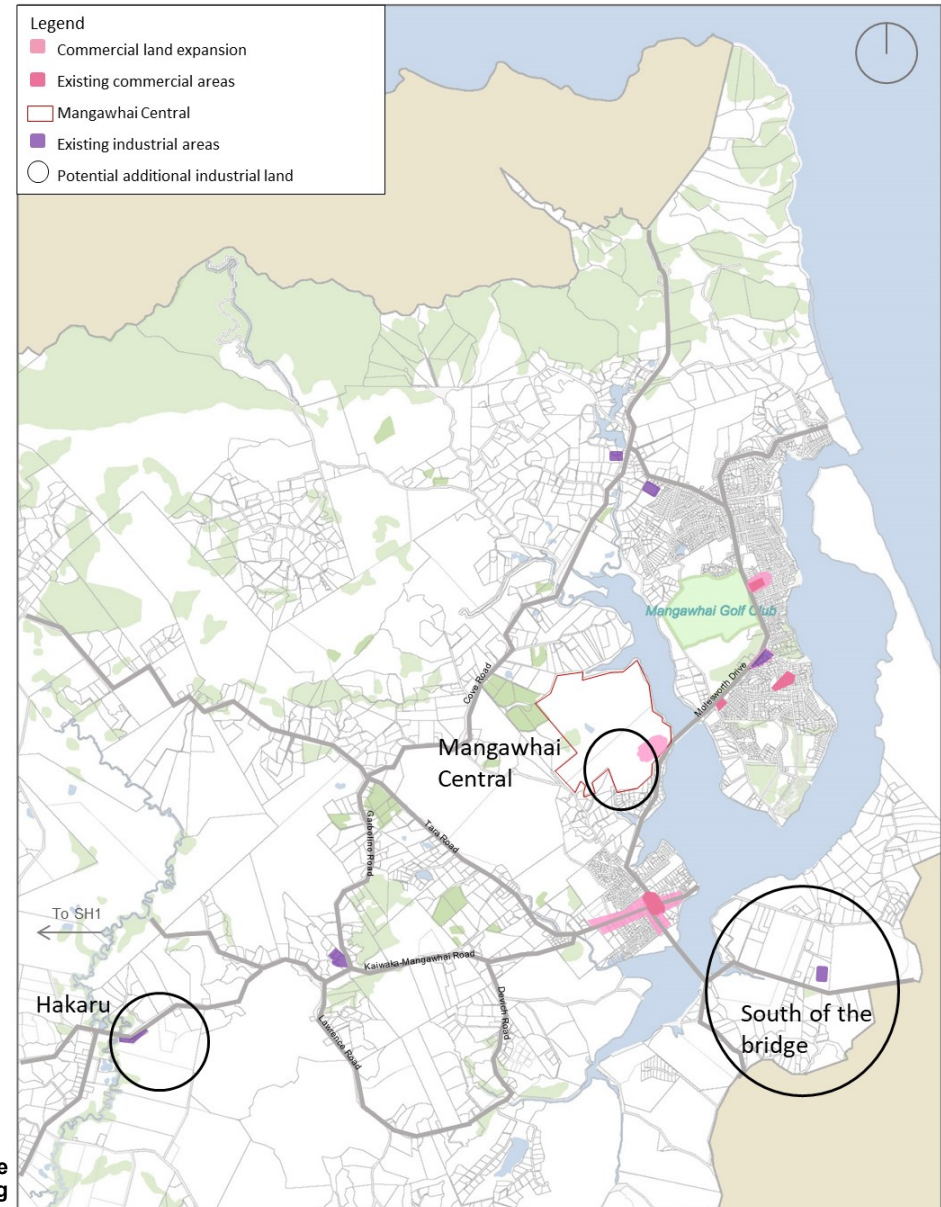 Legend
Commercial land expansion
Existing commercial areas
Mangawhai Central
Existing industrial areas
Potential additional industrial land
Mangawhai Golf Club
Molesworth Drive
Cove Road
Mangawhai
Central
Tara Road
Garbolino Road
To SH1
Kaiwaka-Mangawhai Road
Hakaru
Devich Road
South of the
bridge
Lawrence Road
e
g